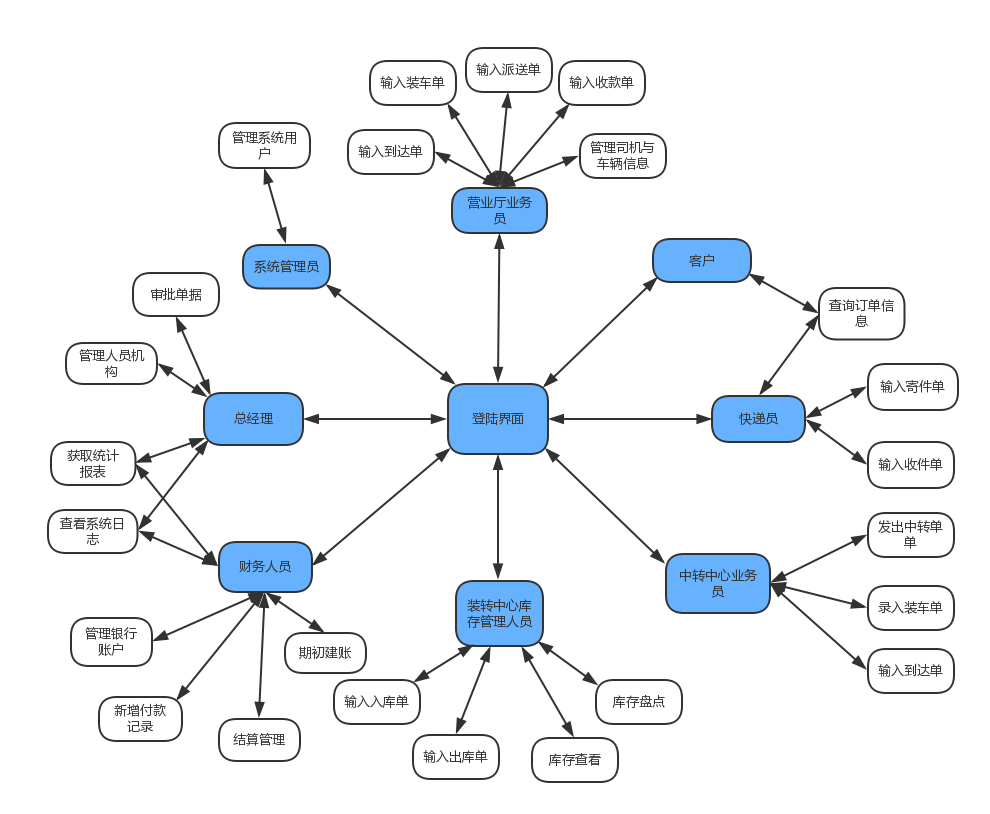 输入派送单
输入装车单
输入收款单
管理系统用
户
输入到达单
管理司机与
车辆信息
营业厅业务
员
系统管理员
客户
审批单据
查询订单信
息
管理人员机
构
总经理
登陆界面
快递员
输入寄件单
获取统计
报表
输入收件单
查看系统日
志
发出中转单
单
财务人员
中转中心业务
员
装转中心库
存管理人员
录入装车单
管理银行
账户
期初建账
输入到达单
输入入库单
库存盘点
新增付款
记录
结算管理
输入出库单
库存查看